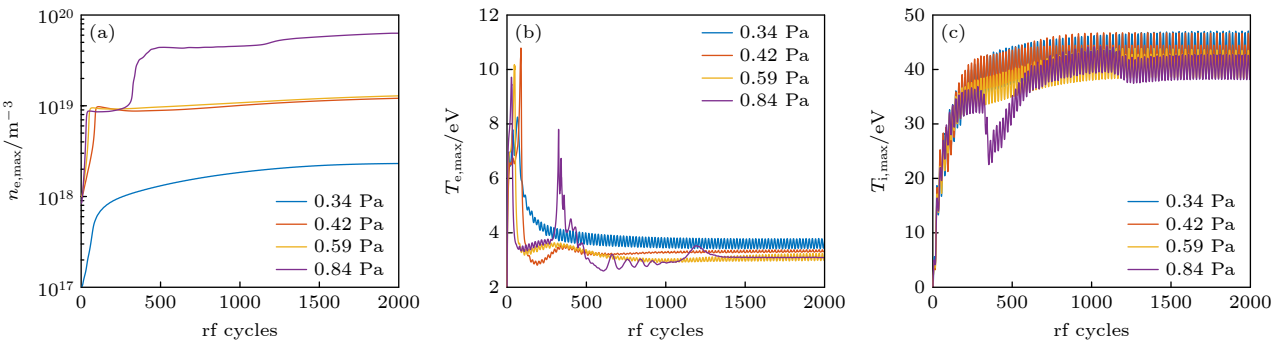 (a)
10^20
10^19
10^18
10^17
n_e,max/m^−3
0.34 Pa
0.42 Pa
0.59 Pa
0.84 Pa
0 500 1000 1500 2000
rf cycles
(b)
12
10
8
6
4
2
T_e,max/eV
0.34 Pa
0.42 Pa
0.59 Pa
0.84 Pa
0 500 1000 1500 2000
rf cycles
(c)
50
40
30
20
10
0
T_i,max/eV
0.34 Pa
0.42 Pa
0.59 Pa
0.84 Pa
0 500 1000 1500 2000
rf cycles